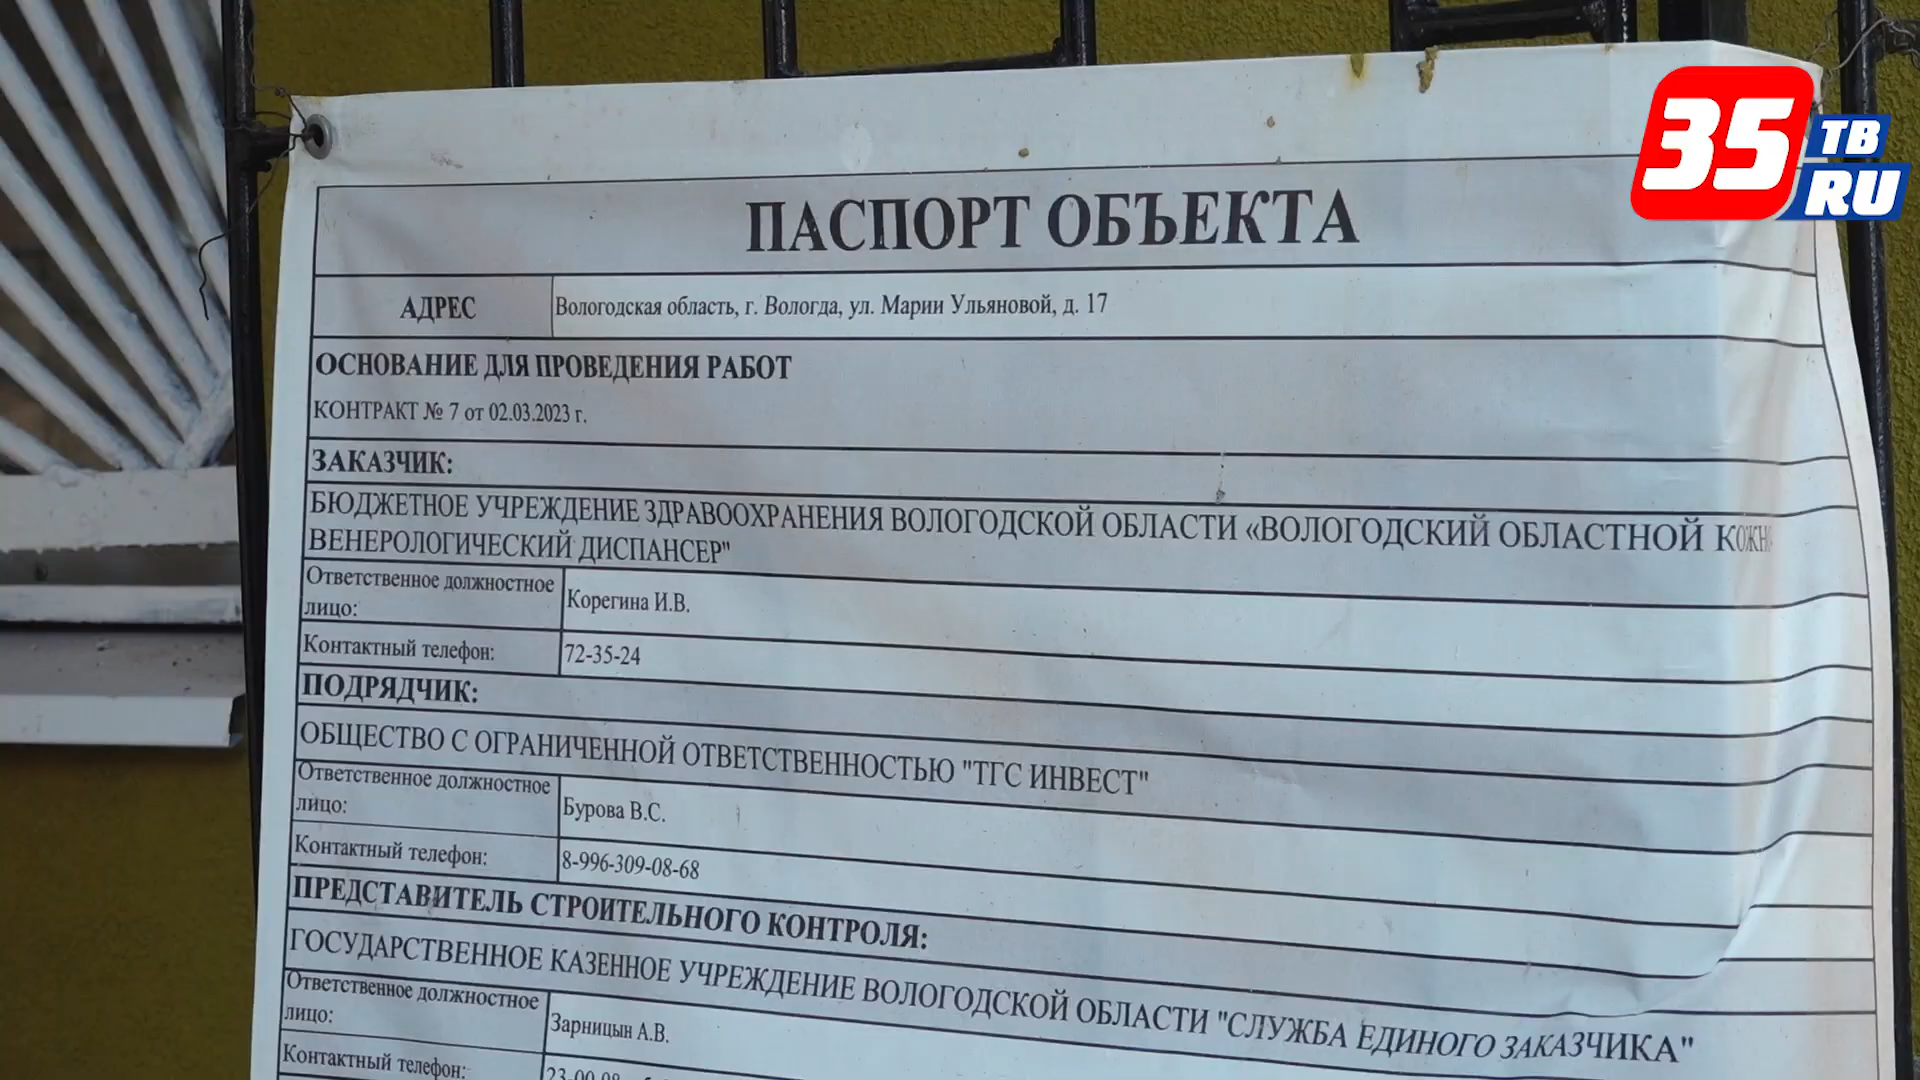 35 ТВ RU
ПАСПОРТ ОБЪЕКТА
АДРЕС Вологодская область, г. Вологда, ул. Марии Ульяновой, д. 17
ОСНОВАНИЕ ДЛЯ ПРОВЕДЕНИЯ РАБОТ
КОНТРАКТ № 7 от 02.03.2023 г.
ЗАКАЗЧИК:
БЮДЖЕТНОЕ УЧРЕЖДЕНИЕ ЗДРАВООХРАНЕНИЯ ВОЛОГОДСКОЙ ОБЛАСТИ «ВОЛОГОДСКИЙ ОБЛАСТНОЙ КОЖНО-
ВЕНЕРОЛОГИЧЕСКИЙ ДИСПАНСЕР"
Ответственное должностное
лицо: Корегина И.В.
Контактный телефон: 72-35-24
ПОДРЯДЧИК:
ОБЩЕСТВО С ОГРАНИЧЕННОЙ ОТВЕТСТВЕННОСТЬЮ "ТГС ИНВЕСТ"
Ответственное должностное
лицо: Бурова В.С.
Контактный телефон: 8-996-309-08-68
ПРЕДСТАВИТЕЛЬ СТРОИТЕЛЬНОГО КОНТРОЛЯ:
ГОСУДАРСТВЕННОЕ КАЗЕННОЕ УЧРЕЖДЕНИЕ ВОЛОГОДСКОЙ ОБЛАСТИ "СЛУЖБА ЕДИНОГО ЗАКАЗЧИКА"
Ответственное должностное
лицо: Зарницын А.В.
Контактный телефон: